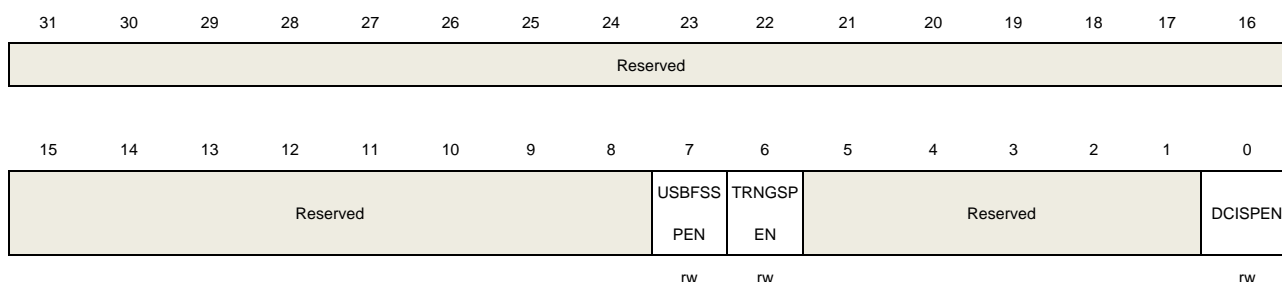 31 30 29 28 27 26 25 24 23 22 21 20 19 18 17 16
Reserved
15 14 13 12 11 10 9 8 7 6 5 4 3 2 1 0
Reserved USBFSS TRNGSP Reserved DCISPEN
PEN EN
rw rw rw